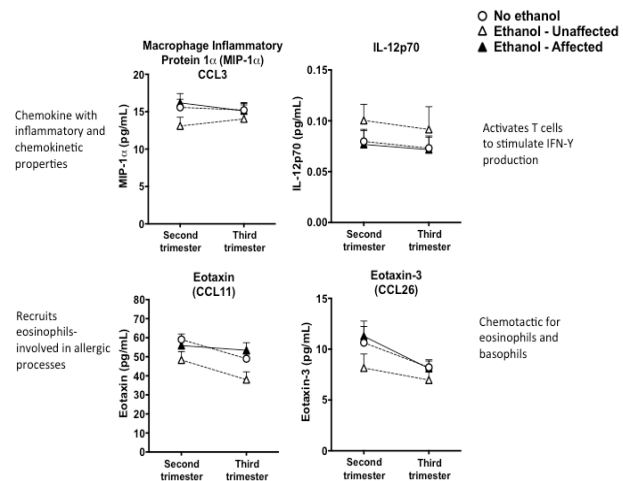 No ethanol
Ethanol - Unaffected
Ethanol - Affected
Macrophage Inflammatory
Protein 1α (MIP-1α)
CCL3
Chemokine with
inflammatory and
chemokinetic
properties
MIP-1α (pg/mL)
20
15
10
5
0
Second
trimester
Third
trimester
IL-12p70
IL-12p70 (pg/mL)
0.15
0.10
0.05
0.00
Second
trimester
Third
trimester
Activates T cells
to stimulate IFN-Y
production
Eotaxin
(CCL11)
Recruits
eosinophils-
involved in allergic
processes
Eotaxin (pg/mL)
80
70
60
50
40
30
20
10
0
Second
trimester
Third
trimester
Eotaxin-3
(CCL26)
Eotaxin-3 (pg/mL)
15
10
5
0
Second
trimester
Third
trimester
Chemotactic for
eosinophils and
basophils